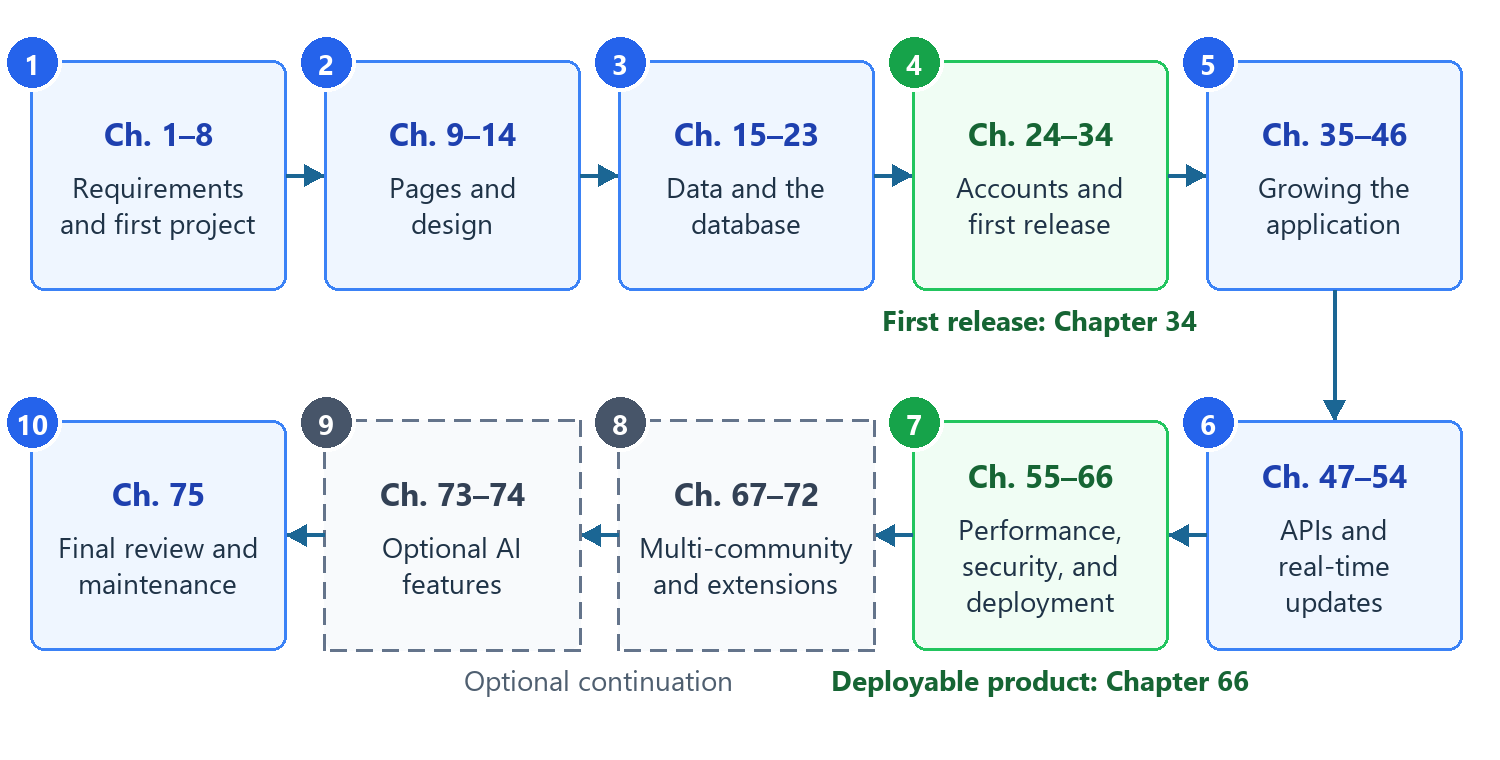 1
Ch. 1–8
Requirements
and first project
2
Ch. 9–14
Pages and
design
3
Ch. 15–23
Data and the
database
4
Ch. 24–34
Accounts and
first release
First release: Chapter 34
5
Ch. 35–46
Growing the
application
6
Ch. 47–54
APIs and
real-time
updates
7
Ch. 55–66
Performance,
security, and
deployment
Deployable product: Chapter 66
8
Ch. 67–72
Multi-community
and extensions
9
Ch. 73–74
Optional AI
features
Optional continuation
10
Ch. 75
Final review and
maintenance